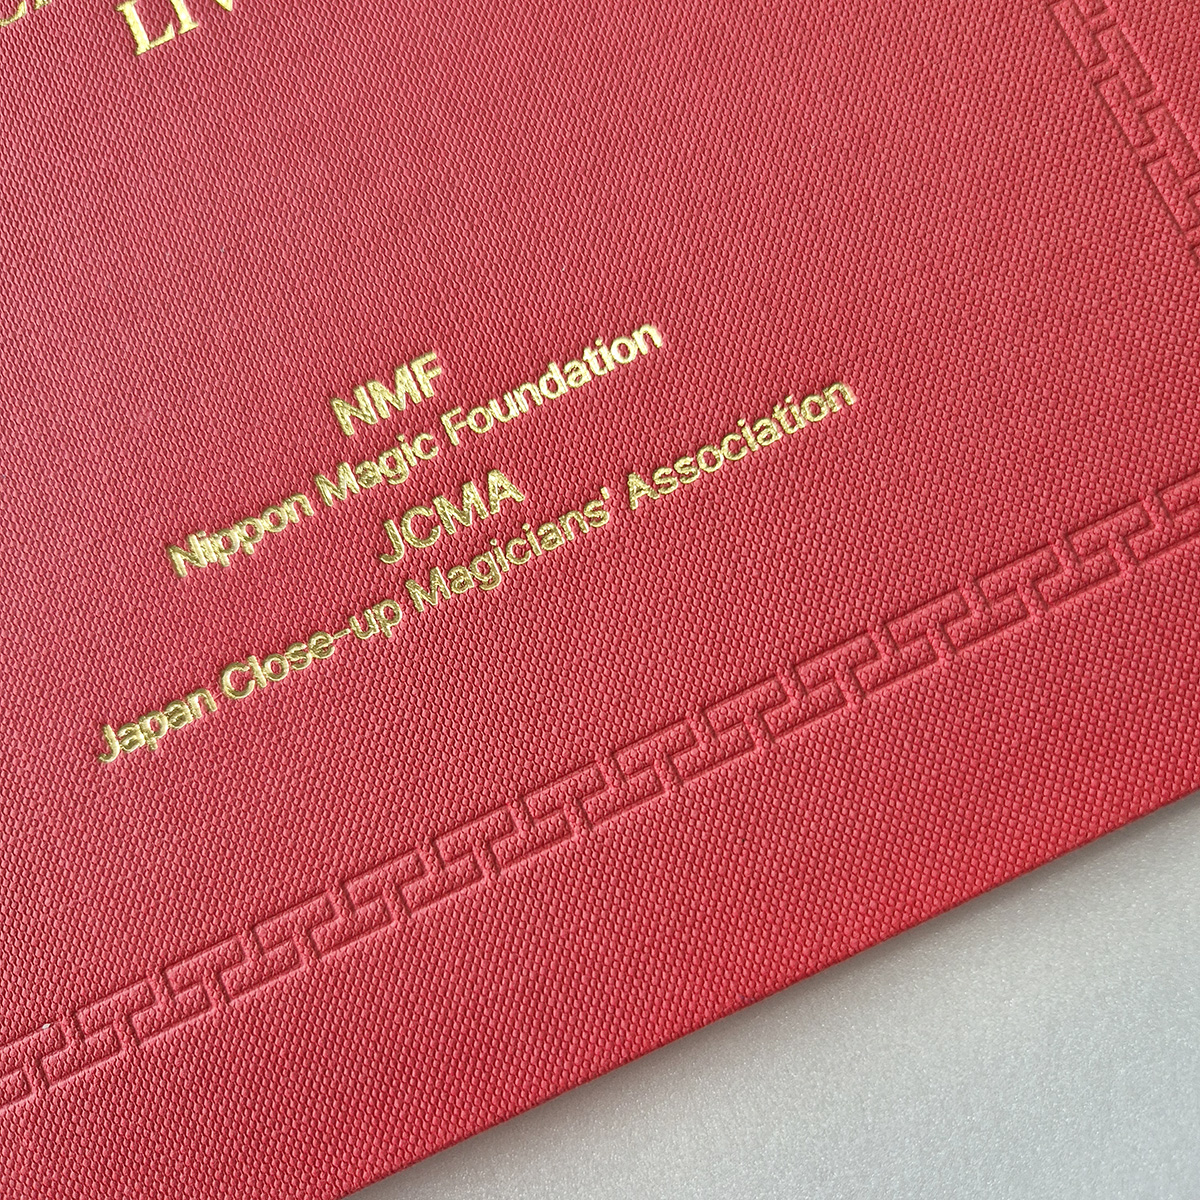 NMF
Nippon Magic Foundation
JCMA
Japan Close-up Magicians' Association